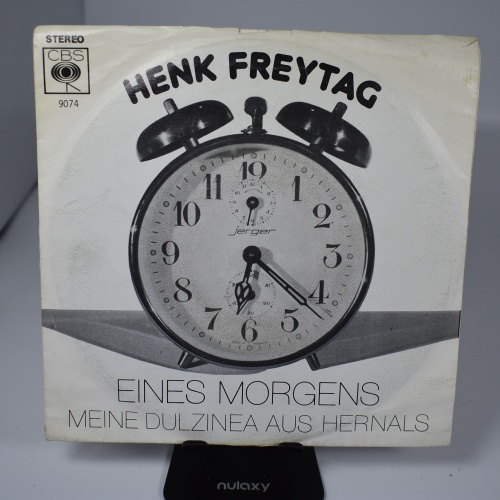 STEREO
CBS
9074
HENK FREYTAG
12
11 1
10 2
9 3
8 4
7 5
6
Jerger
EINES MORGENS
MEINE DULZINEA AUS HERNALS
nulaxy